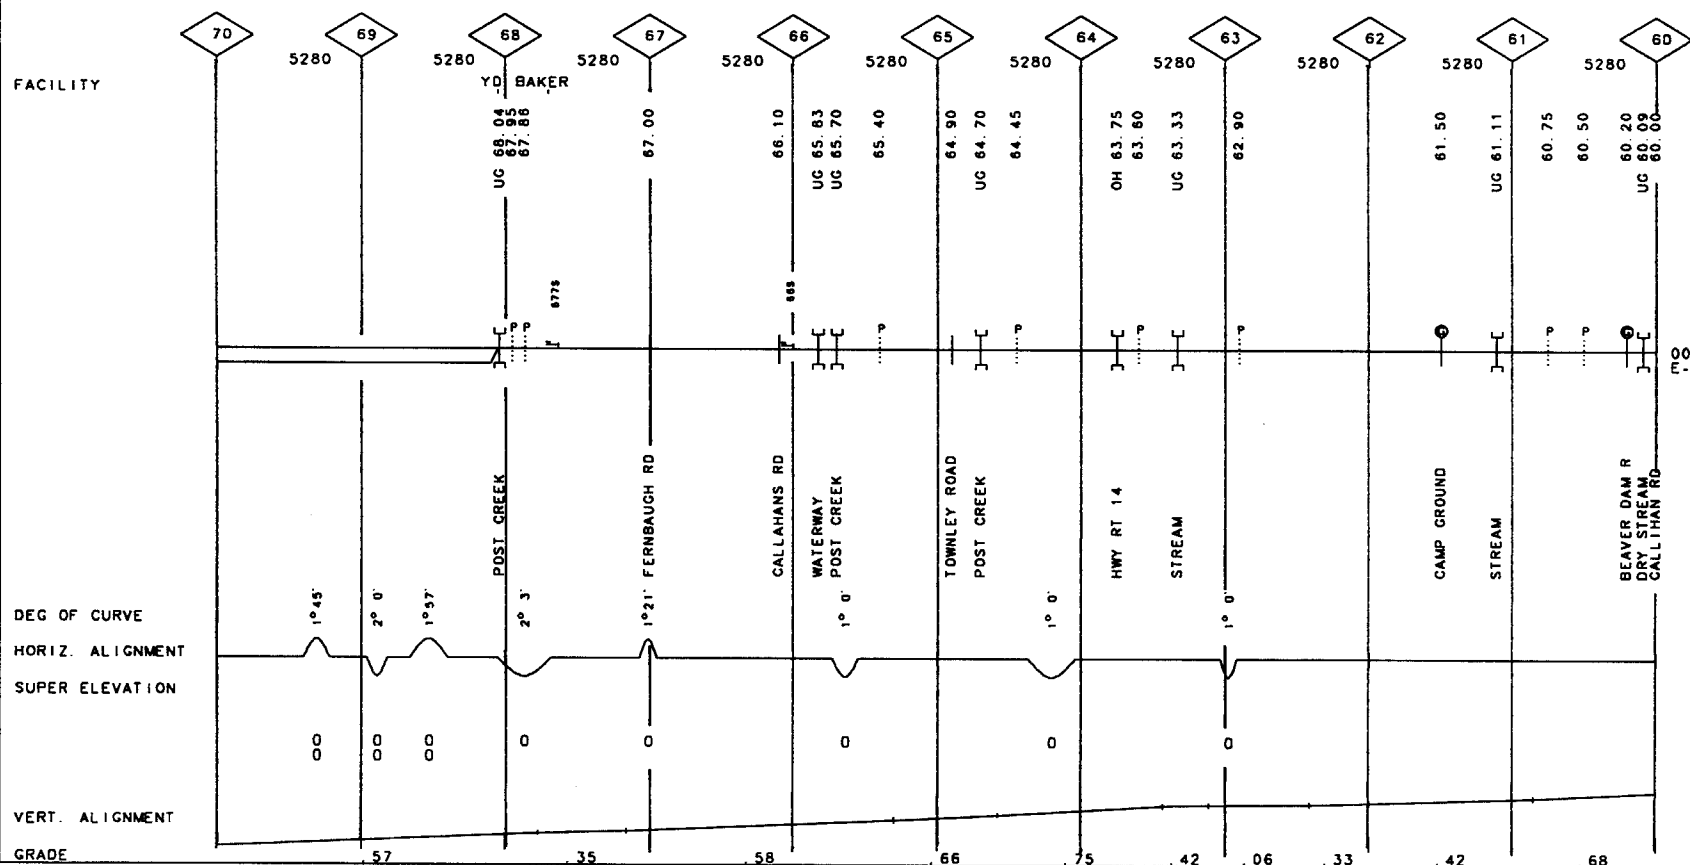 70 69 68 67 66 65 64 63 62 61 60
5280 5280 5280 5280 5280 5280 5280 5280 5280 5280
FACILITY
YD BAKER
UG 68.04
67.95
67.86
67.00
66.10
UG 65.83
UG 65.70
65.40
64.90
UG 64.70
64.45
OH 63.75
63.60
UG 63.33
62.90
61.50
UG 61.11
60.75
60.50
60.20
UG 60.09
60.00
677S
66S
P P P P P P P P
G G
00
E-
POST CREEK
FERNBAUGH RD
CALLAHANS RD
WATERWAY
POST CREEK
TOWNLEY ROAD
POST CREEK
HWY RT 14
STREAM
CAMP GROUND
STREAM
BEAVER DAM R
DRY STREAM
CALLIHAN RD
DEG OF CURVE
1° 45' 2° 0' 1° 57' 2° 3' 1° 21' 1° 0' 1° 0' 1° 0'
HORIZ. ALIGNMENT
SUPER ELEVATION
0 0 0 0 0 0 0 0
0 0 0
VERT. ALIGNMENT
GRADE .57 .35 .58 .66 .75 .42 .06 .33 .42 .68